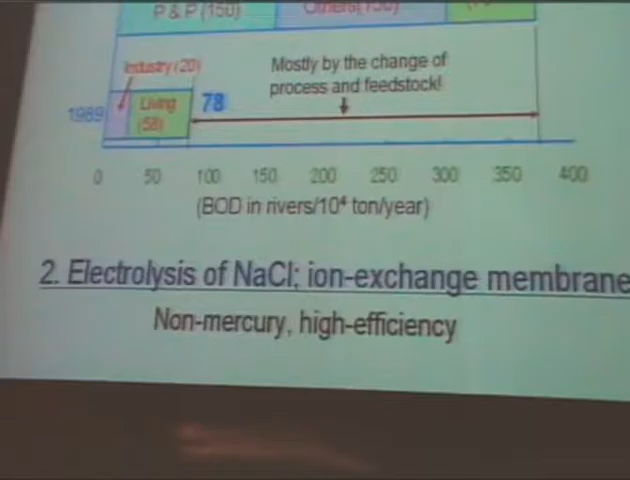 P & P (150)
Others(150)
Industry (20)
Mostly by the change of
process and feedstock!
1989
Living
(58)
78
0 50 100 150 200 250 300 350 400
(BOD in rivers/10⁴ ton/year)
2. Electrolysis of NaCl; ion-exchange membrane
Non-mercury, high-efficiency